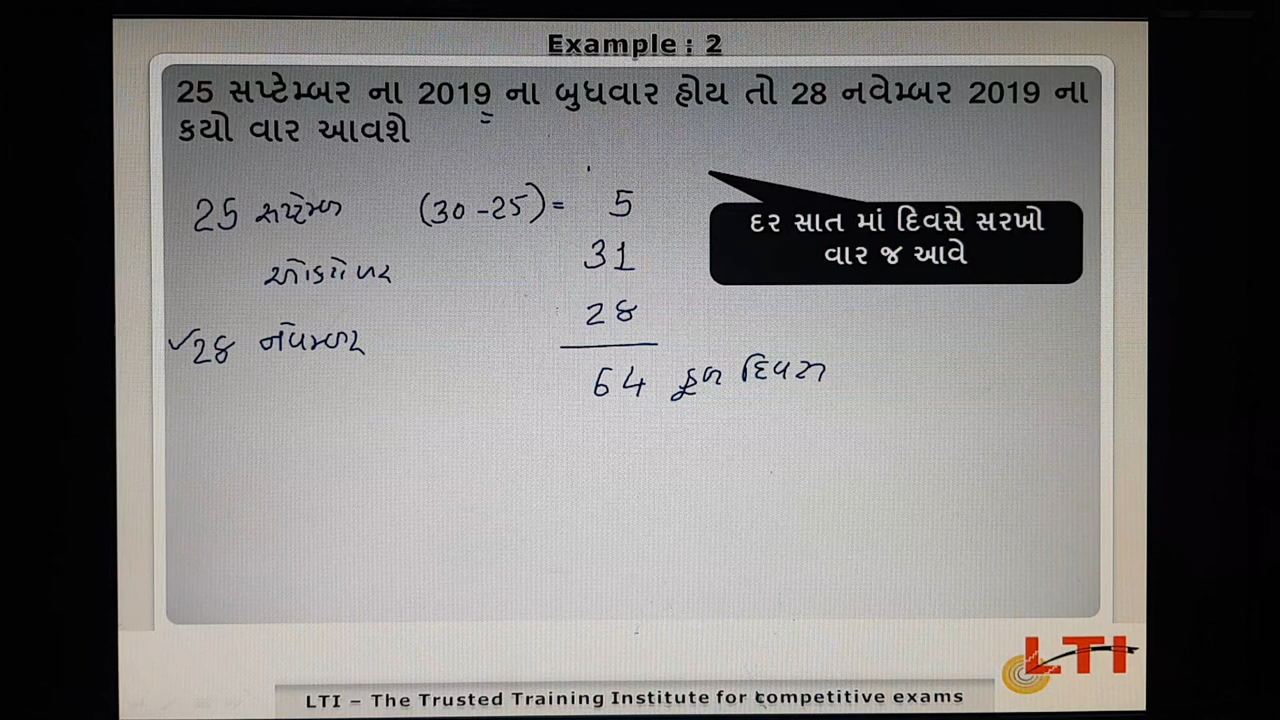 Example : 2
25 સપ્ટેમ્બર ના 2019 ના બુધવાર હોય તો 28 નવેમ્બર 2019 ના
કયો વાર આવશે
દર સાત માં દિવસે સરખો
વાર જ આવે
25 સપ્ટેમ્બ (30-25) = 5
ઓક્ટોબર 31
✓28 નવેમ્બર 28
64 કુલ દિવસ
LTI
LTI – The Trusted Training Institute for competitive exams